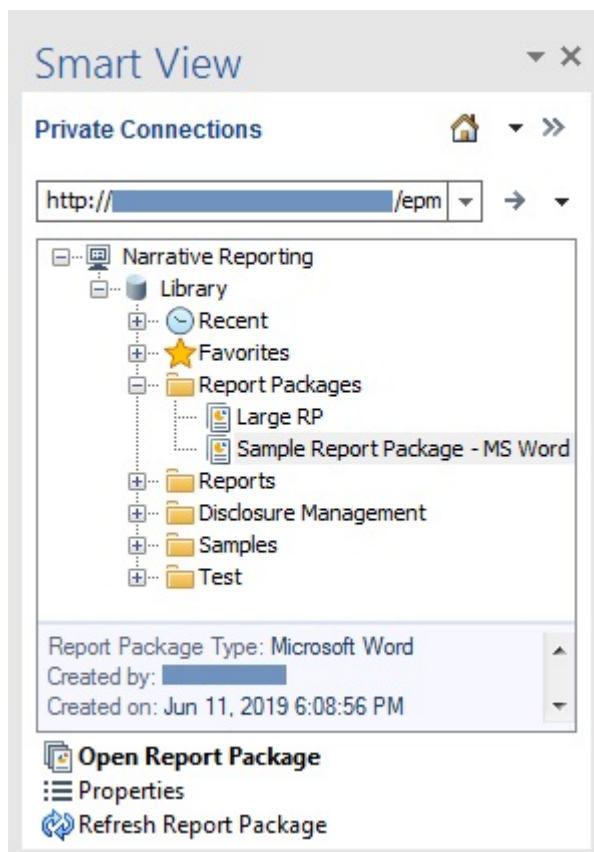 Smart View
Private Connections
http:// /epm
Narrative Reporting
Library
Recent
Favorites
Report Packages
Large RP
Sample Report Package - MS Word
Reports
Disclosure Management
Samples
Test
Report Package Type: Microsoft Word
Created by:
Created on: Jun 11, 2019 6:08:56 PM
Open Report Package
Properties
Refresh Report Package